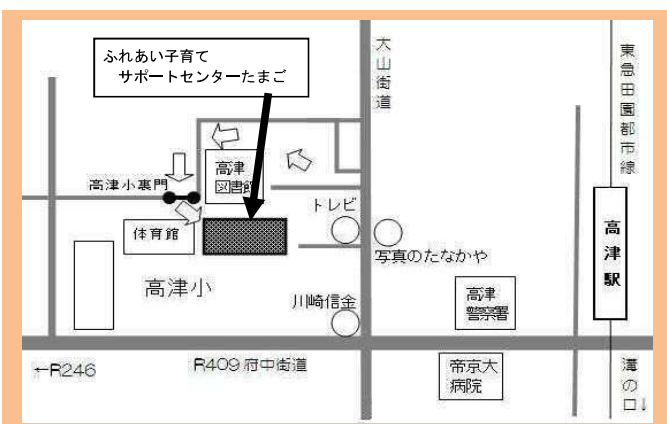 ふれあい子育て
サポートセンターたまご
大山街道
東急田園都市線
高津
図書館
高津小裏門
トレビ
体育館
写真のたなかや
高津駅
高津小
川崎信金
高津
警察署
←R246
R409府中街道
帝京大
病院
溝の口↓